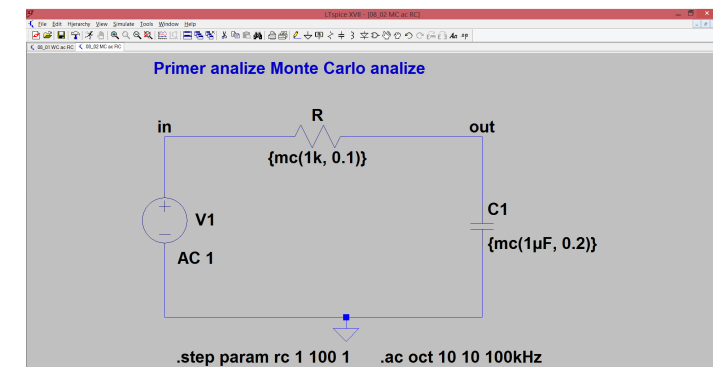 LTspice XVII - [08_02 MC ac RC]
File Edit Hierarchy View Simulate Tools Window Help
08_01 WC ac RC 08_02 MC ac RC
Primer analize Monte Carlo analize
R
in
out
{mc(1k, 0.1)}
C1
V1
{mc(1µF, 0.2)}
AC 1
.step param rc 1 100 1 .ac oct 10 10 100kHz